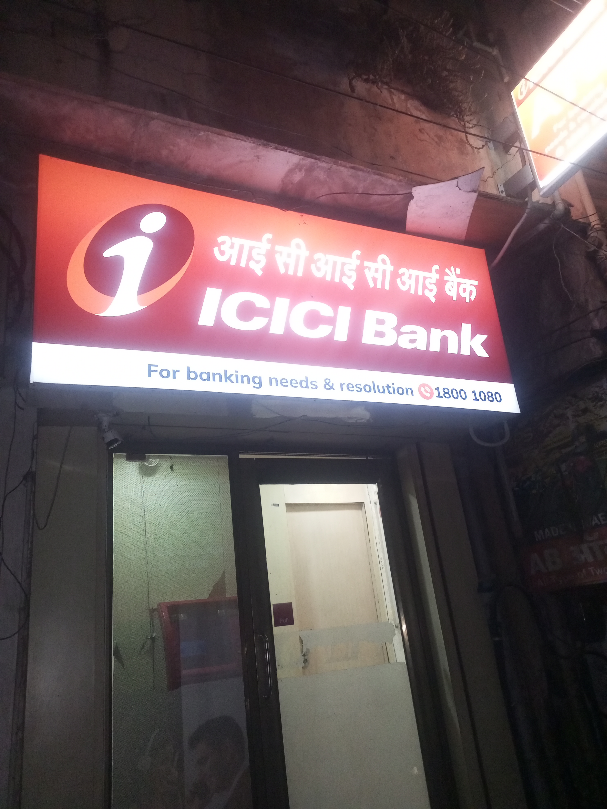 आई सी आई सी आई बैंक
ICICI Bank
For banking needs & resolution 1800 1080